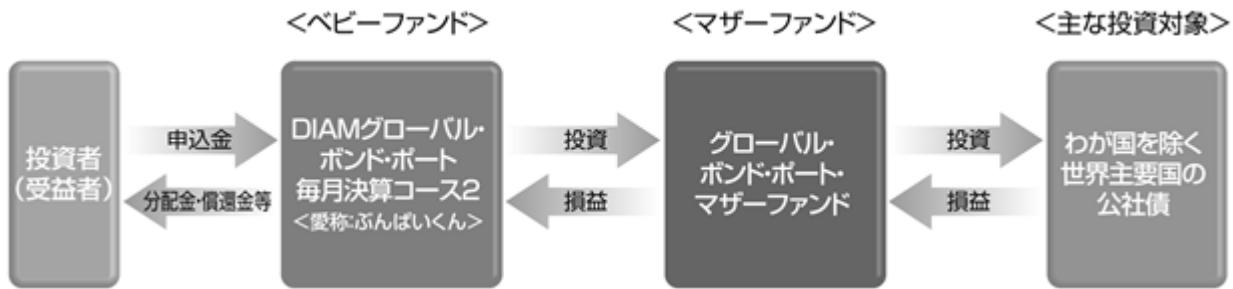 <ベビーファンド>
<マザーファンド>
<主な投資対象>
投資者
(受益者)
申込金
分配金・償還金等
DIAMグローバル・
ボンド・ポート
毎月決算コース2
<愛称:ぶんぱいくん>
投資
損益
グローバル・
ボンド・ポート・
マザーファンド
投資
損益
わが国を除く
世界主要国の
公社債